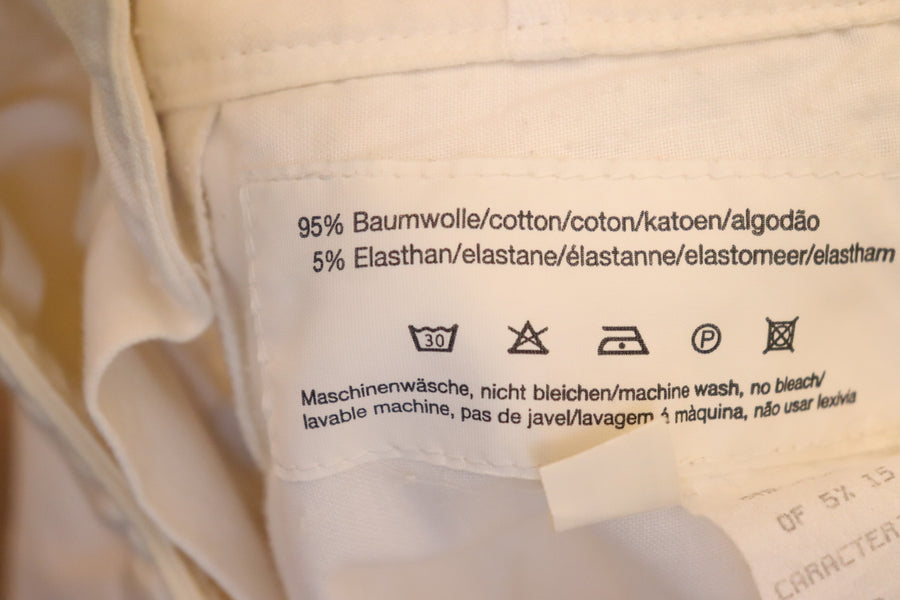 95% Baumwolle/cotton/coton/katoen/algodão
5% Elasthan/elastane/élastanne/elastomeer/elastham
30
P
Maschinenwäsche, nicht bleichen/machine wash, no bleach/
lavable machine, pas de javel/lavagem á màquina, não usar lexivia
OF 5% 15
CARACTER